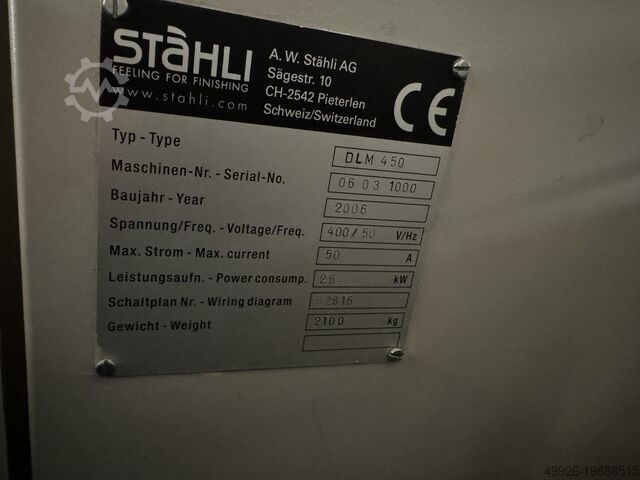 STÄHLI
FEELING FOR FINISHING
www.stahli.com
A. W. Stähli AG
Sägestr. 10
CH-2542 Pieterlen
Schweiz/Switzerland
CE
Typ - Type DLM 450
Maschinen-Nr. - Serial-No. 06 03 1000
Baujahr - Year 2006
Spannung/Freq. - Voltage/Freq. 400/50 V/Hz
Max. Strom - Max. current 50 A
Leistungsaufn. - Power consump. 26 kW
Schaltplan Nr. - Wiring diagram
Gewicht - Weight 2100 kg
49926-19888515